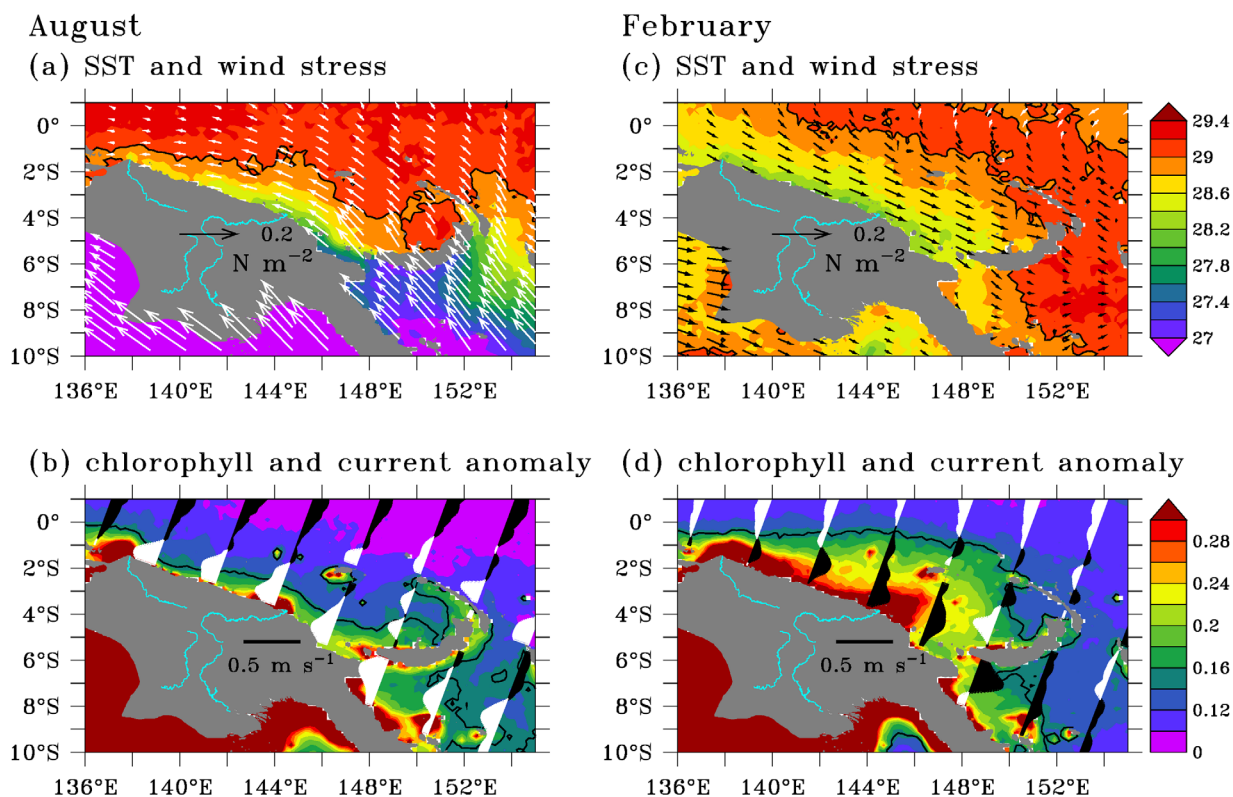 August
(a) SST and wind stress
0°
2°S
4°S
6°S
8°S
10°S
0.2
N m⁻²
136°E
140°E
144°E
148°E
152°E
February
(c) SST and wind stress
0°
2°S
4°S
6°S
8°S
10°S
0.2
N m⁻²
136°E
140°E
144°E
148°E
152°E
29.4
29
28.6
28.2
27.8
27.4
27
(b) chlorophyll and current anomaly
0°
2°S
4°S
6°S
8°S
10°S
0.5 m s⁻¹
136°E
140°E
144°E
148°E
152°E
(d) chlorophyll and current anomaly
0°
2°S
4°S
6°S
8°S
10°S
0.5 m s⁻¹
136°E
140°E
144°E
148°E
152°E
0.28
0.24
0.2
0.16
0.12
0